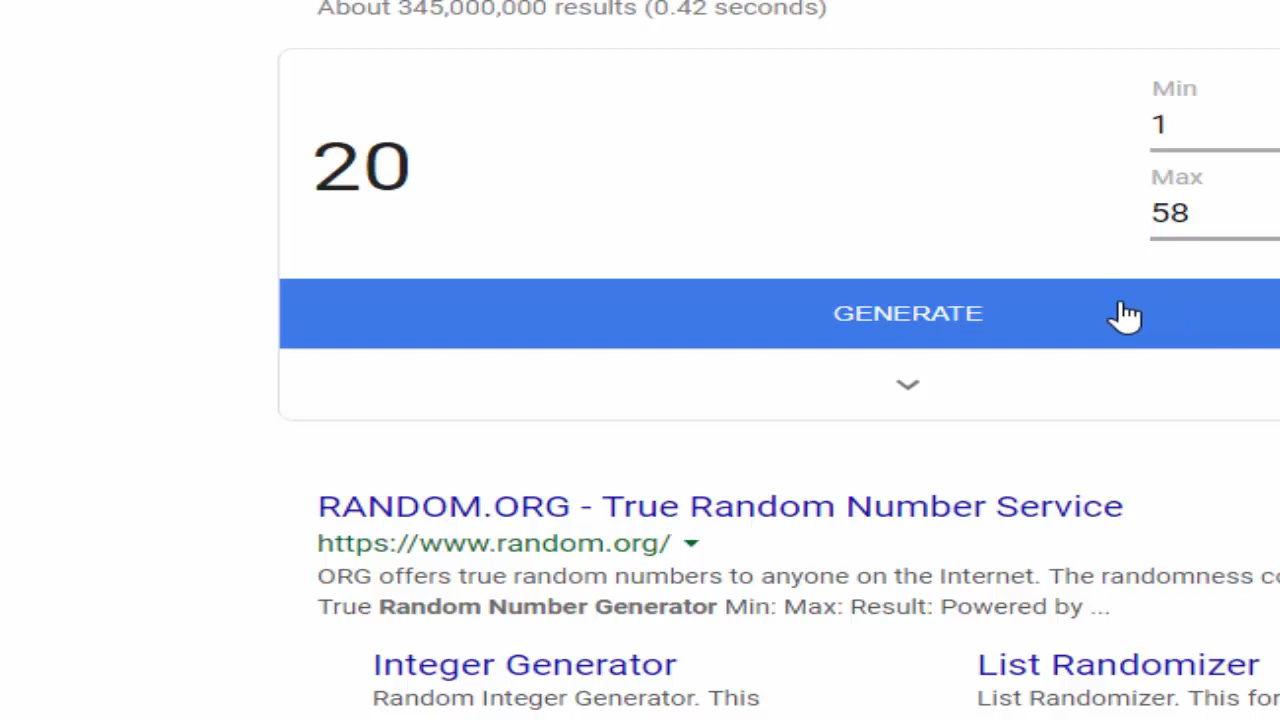 About 345,000,000 results (0.42 seconds)
Min
1
20
Max
58
GENERATE
RANDOM.ORG - True Random Number Service
https://www.random.org/
ORG offers true random numbers to anyone on the Internet. The randomness
True Random Number Generator Min: Max: Result: Powered by ...
Integer Generator
List Randomizer
Random Integer Generator. This
List Randomizer. This